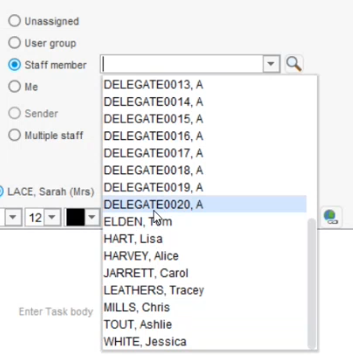 Unassigned
User group
Staff member
Me
Sender
Multiple staff
LACE, Sarah (Mrs)
12
Enter Task body
DELEGATE0013, A
DELEGATE0014, A
DELEGATE0015, A
DELEGATE0016, A
DELEGATE0017, A
DELEGATE0018, A
DELEGATE0019, A
DELEGATE0020, A
ELDEN, Tom
HART, Lisa
HARVEY, Alice
JARRETT, Carol
LEATHERS, Tracey
MILLS, Chris
TOUT, Ashlie
WHITE, Jessica